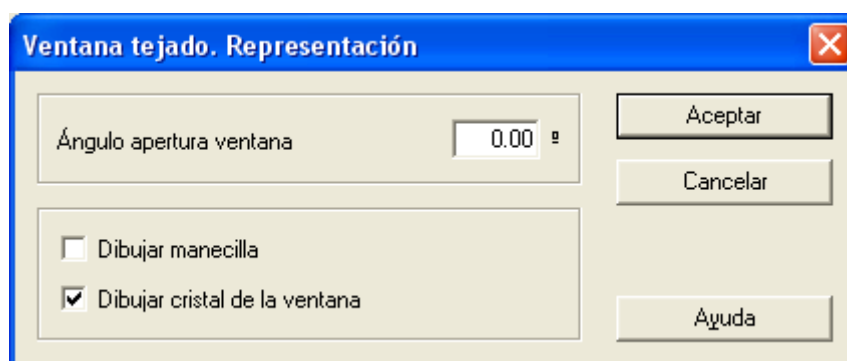 Ventana tejado. Representación
Ángulo apertura ventana 0.00 º
Aceptar
Cancelar
Dibujar manecilla
Dibujar cristal de la ventana
Ayuda